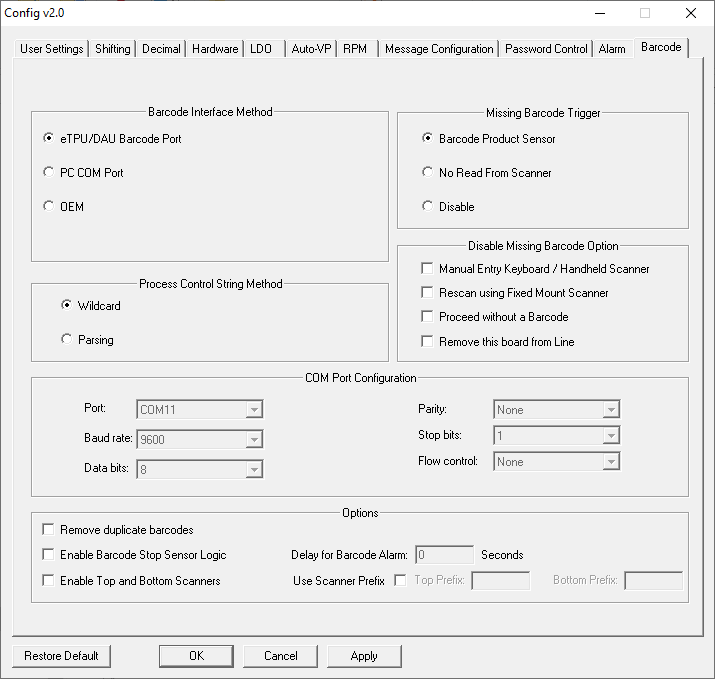 Config v2.0
User Settings Shifting Decimal Hardware LDO Auto-VP RPM Message Configuration Password Control Alarm Barcode
Barcode Interface Method
eTPU/DAU Barcode Port
PC COM Port
OEM
Missing Barcode Trigger
Barcode Product Sensor
No Read From Scanner
Disable
Process Control String Method
Wildcard
Parsing
Disable Missing Barcode Option
Manual Entry Keyboard / Handheld Scanner
Rescan using Fixed Mount Scanner
Proceed without a Barcode
Remove this board from Line
COM Port Configuration
Port: COM11
Baud rate: 9600
Data bits: 8
Parity: None
Stop bits: 1
Flow control: None
Options
Remove duplicate barcodes
Enable Barcode Stop Sensor Logic Delay for Barcode Alarm: 0 Seconds
Enable Top and Bottom Scanners Use Scanner Prefix Top Prefix: Bottom Prefix:
Restore Default OK Cancel Apply